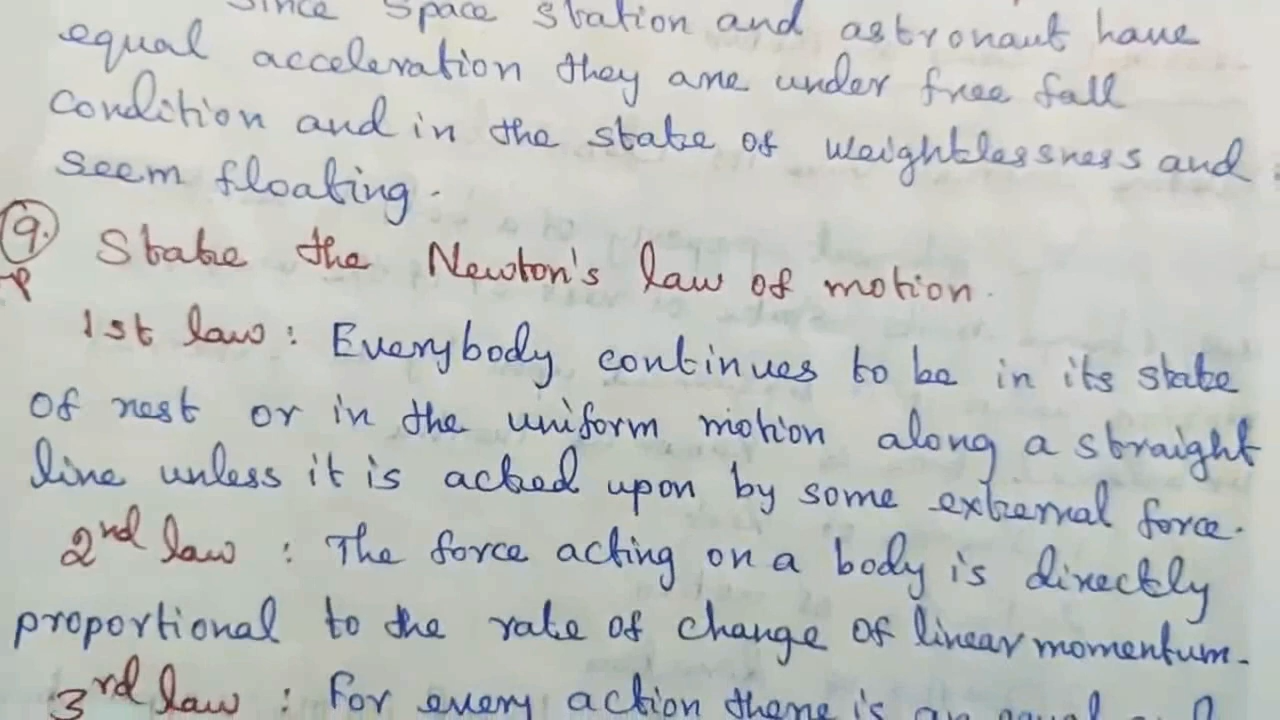 Since space station and astronaut have
equal acceleration they are under free fall
condition and in the state of weightlessness and
seem floating.
9. State the Newton's law of motion.
P
1st law : Everybody continues to be in its state
of rest or in the uniform motion along a straight
line unless it is acted upon by some external force.
2nd law : The force acting on a body is directly
proportional to the rate of change of linear momentum.
3rd law : For every action there is an equal